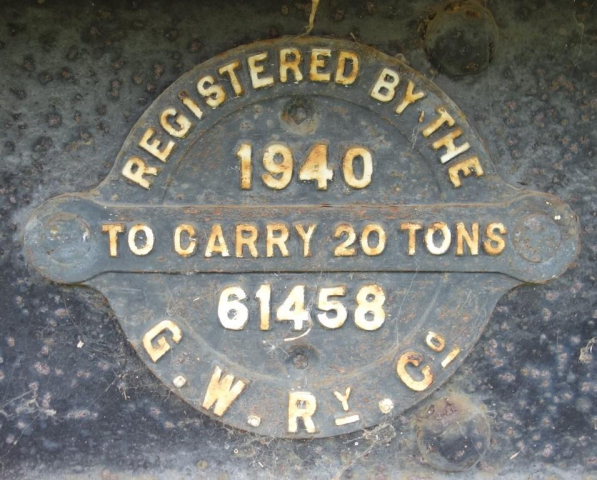 REGISTERED BY THE
1940
TO CARRY 20 TONS
61458
G. W. RY. Co.